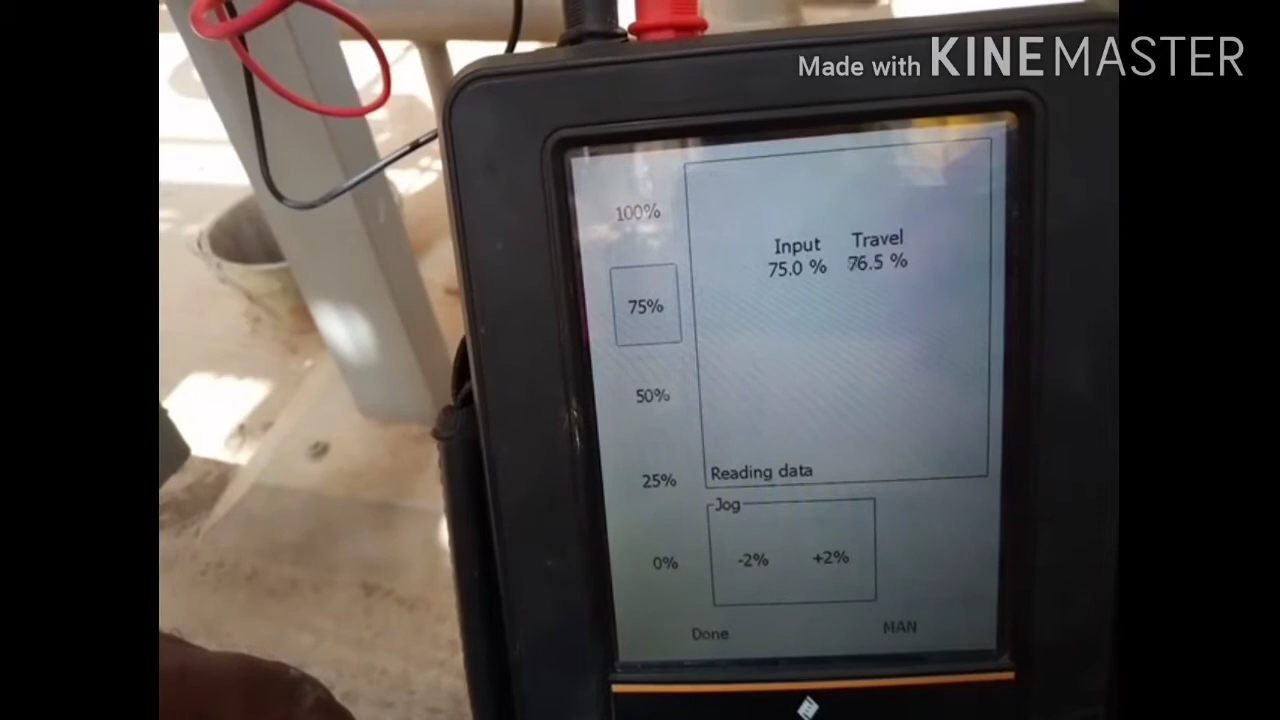 Made with KINEMASTER
100%
Input Travel
75.0 % 76.5 %
75%
50%
Reading data
25%
Jog
0% -2% +2%
Done MAN